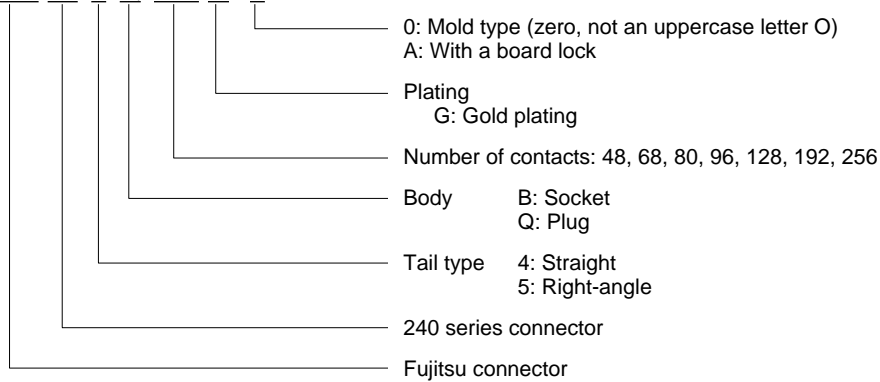 0: Mold type (zero, not an uppercase letter O)
A: With a board lock
Plating
G: Gold plating
Number of contacts: 48, 68, 80, 96, 128, 192, 256
Body B: Socket
Q: Plug
Tail type 4: Straight
5: Right-angle
240 series connector
Fujitsu connector